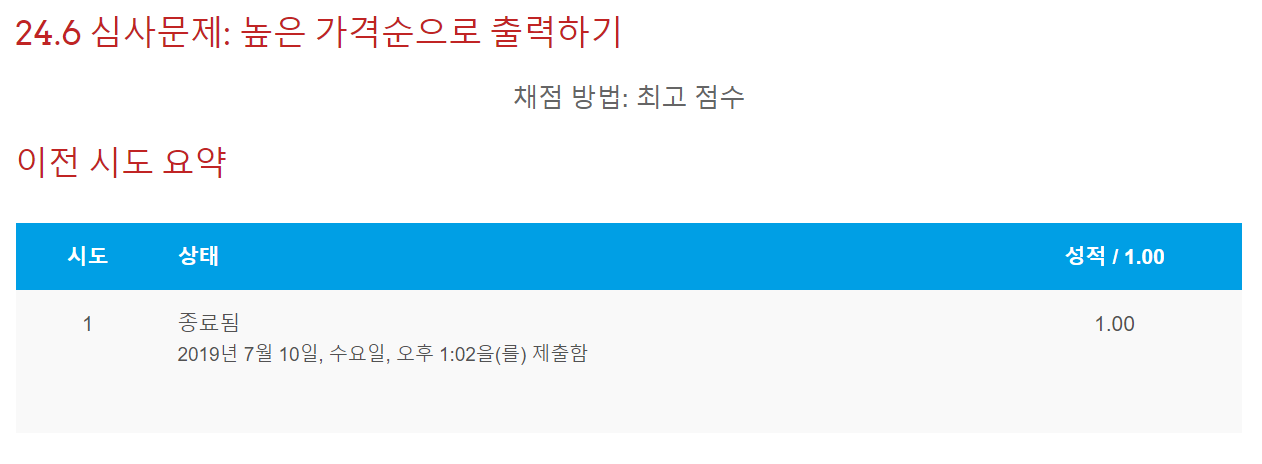 24.6 심사문제: 높은 가격순으로 출력하기
채점 방법: 최고 점수
이전 시도 요약
시도 상태 성적 / 1.00
1 종료됨 1.00
2019년 7월 10일, 수요일, 오후 1:02을(를) 제출함